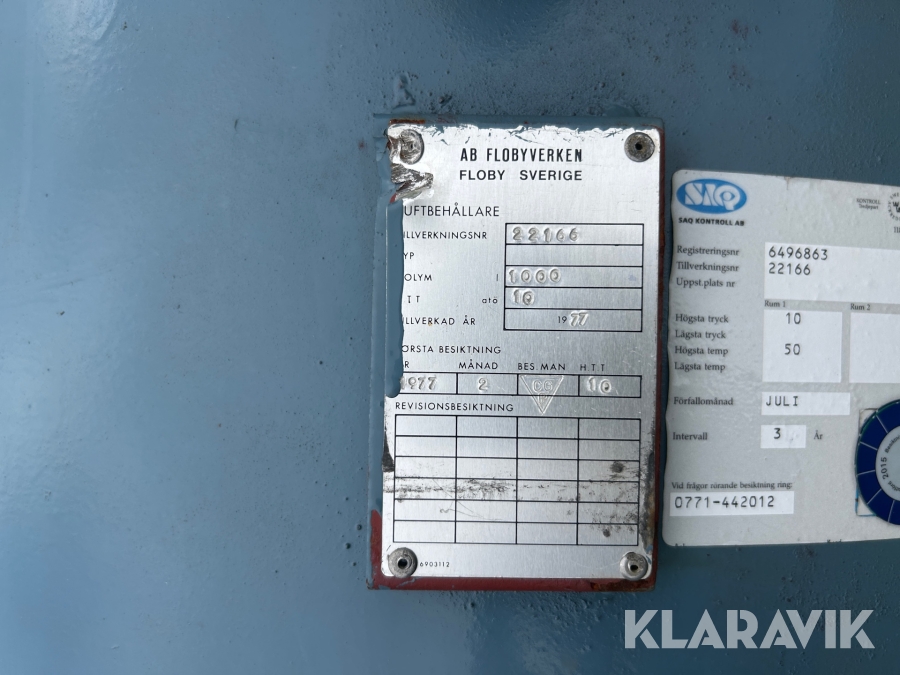 AB FLOBYVERKEN
FLOBY SVERIGE
UFTBEHÅLLARE
ILLVERKNINGSNR 22166
YP
OLYM l 1000
TT atö 10
ILLVERKAD ÅR 1977
ÖRSTA BESIKTNING
R MÅNAD BES MAN HTT
1977 2 10
REVISIONSBESIKTNING
6903112
SAQ
SAQ KONTROLL AB
KONTROLL
Registreringsnr 6496863
Tillverkningsnr 22166
Uppst.plats nr
Rum 1 Rum 2
Högsta tryck 10
Lägsta tryck
Högsta temp 50
Lägsta temp
Förfallomånad JULI
Intervall 3 År
Vid frågor rörande besiktning ring:
0771-442012
2015
KLARAVIK